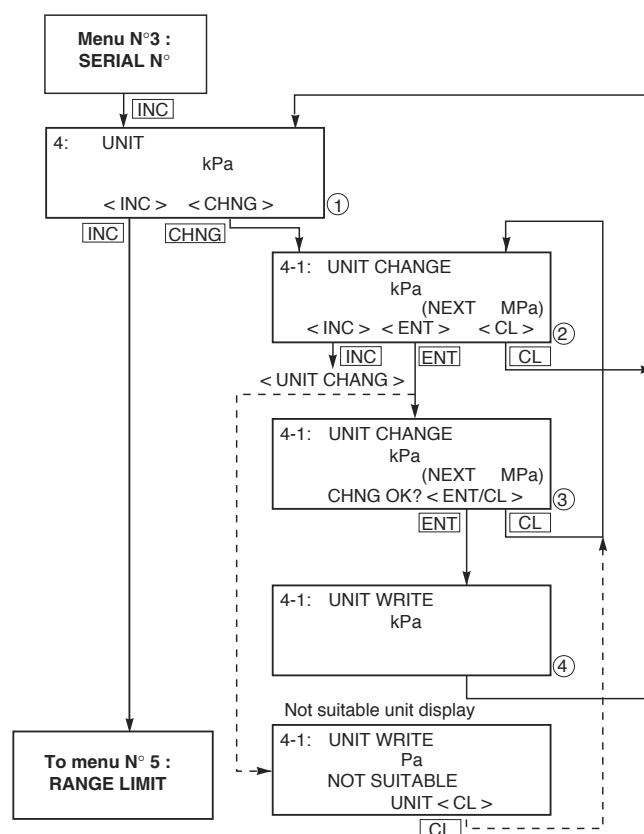 Menu N°3 :
SERIAL N°
INC
4: UNIT
kPa
< INC > < CHNG >
1
INC CHNG
4-1: UNIT CHANGE
kPa
(NEXT MPa)
< INC > < ENT > < CL >
2
INC ENT CL
< UNIT CHANG >
4-1: UNIT CHANGE
kPa
(NEXT MPa)
CHNG OK? < ENT/CL >
3
ENT CL
4-1: UNIT WRITE
kPa
4
Not suitable unit display
4-1: UNIT WRITE
Pa
NOT SUITABLE
UNIT < CL >
CL
To menu N° 5 :
RANGE LIMIT